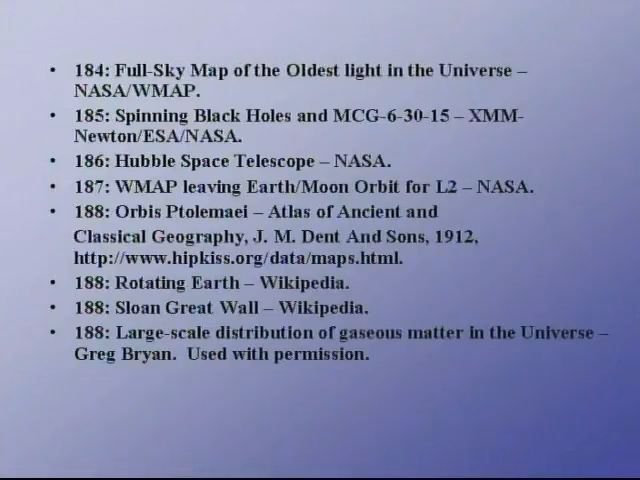 • 184: Full-Sky Map of the Oldest light in the Universe –
NASA/WMAP.
• 185: Spinning Black Holes and MCG-6-30-15 – XMM-
Newton/ESA/NASA.
• 186: Hubble Space Telescope – NASA.
• 187: WMAP leaving Earth/Moon Orbit for L2 – NASA.
• 188: Orbis Ptolemaei – Atlas of Ancient and
Classical Geography, J. M. Dent And Sons, 1912,
http://www.hipkiss.org/data/maps.html.
• 188: Rotating Earth – Wikipedia.
• 188: Sloan Great Wall – Wikipedia.
• 188: Large-scale distribution of gaseous matter in the Universe –
Greg Bryan.  Used with permission.